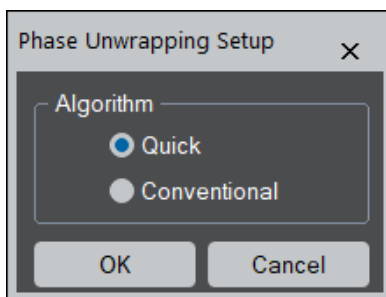 Phase Unwrapping Setup
Algorithm
Quick
Conventional
OK Cancel